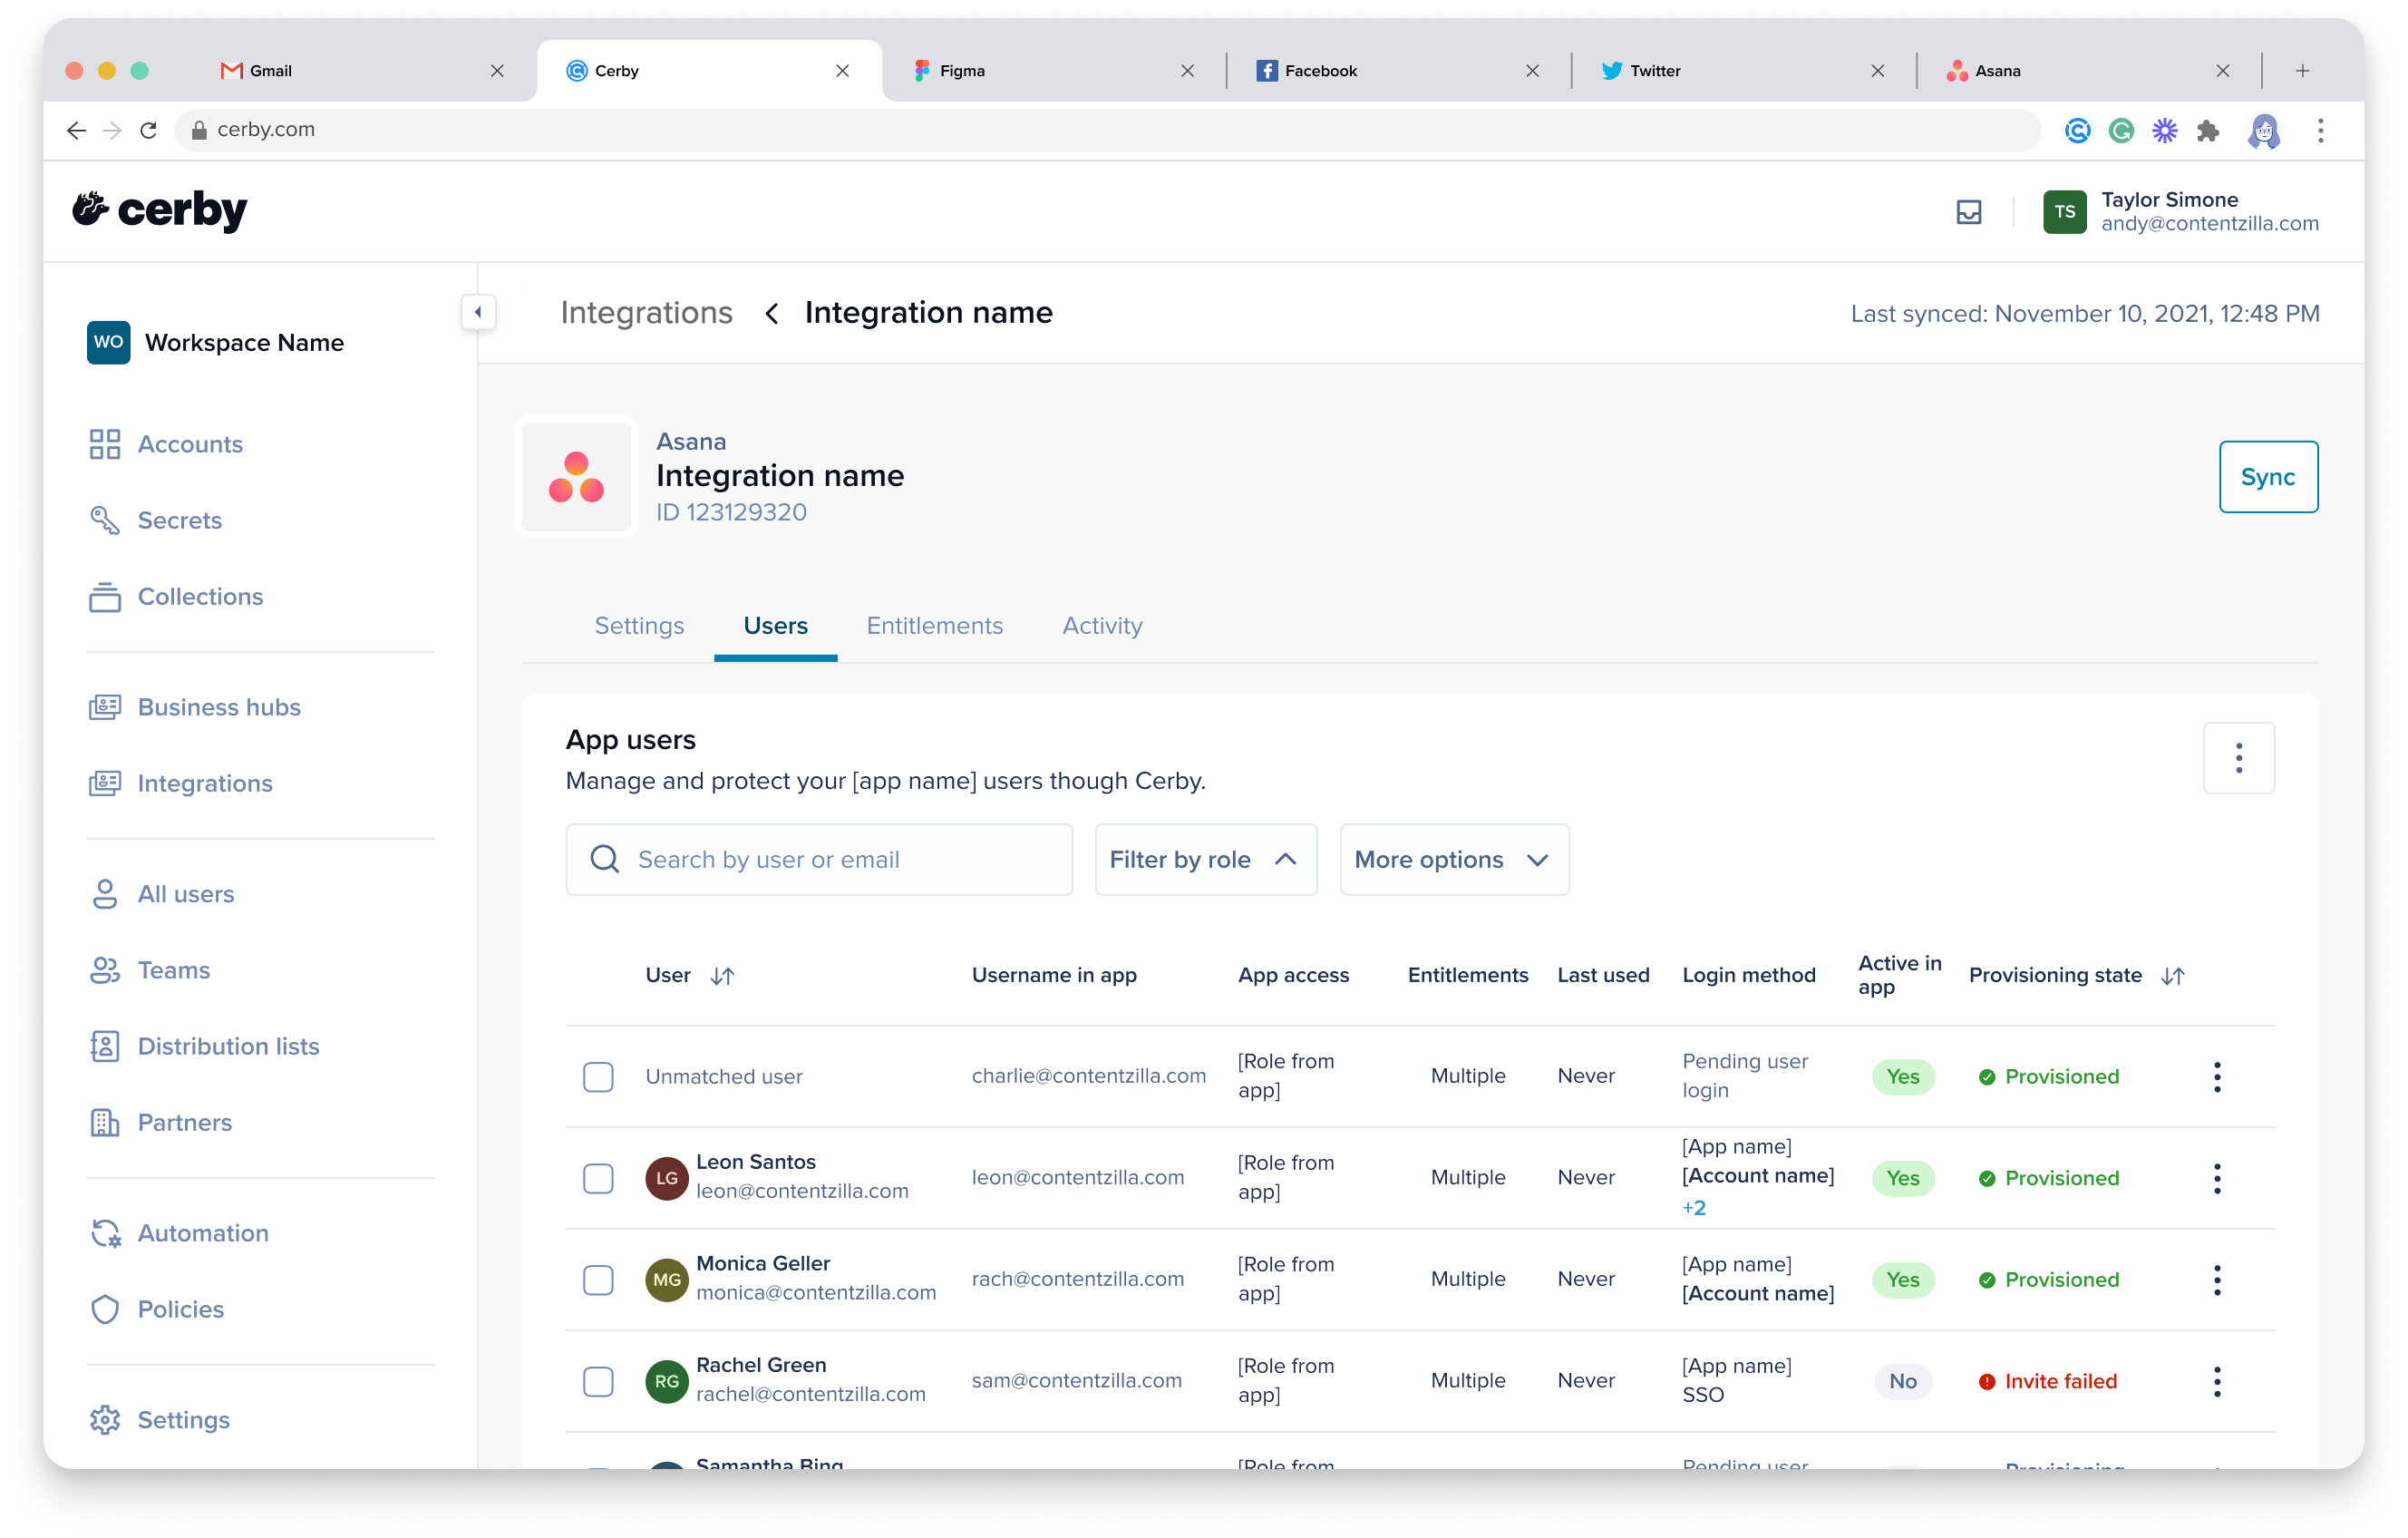 Gmail
Cerby
Figma
Facebook
Twitter
Asana
cerby.com
cerby
TS
Taylor Simone
andy@contentzilla.com
WO
Workspace Name
Accounts
Secrets
Collections
Business hubs
Integrations
All users
Teams
Distribution lists
Partners
Automation
Policies
Settings
Integrations
Integration name
Last synced: November 10, 2021, 12:48 PM
Asana
Integration name
ID 123129320
Sync
Settings
Users
Entitlements
Activity
App users
Manage and protect your [app name] users though Cerby.
Search by user or email
Filter by role
More options
User
Username in app
App access
Entitlements
Last used
Login method
Active in
app
Provisioning state
Unmatched user
charlie@contentzilla.com
[Role from
app]
Multiple
Never
Pending user
login
Yes
Provisioned
LG
Leon Santos
leon@contentzilla.com
leon@contentzilla.com
[Role from
app]
Multiple
Never
[App name]
[Account name]
+2
Yes
Provisioned
MG
Monica Geller
monica@contentzilla.com
rach@contentzilla.com
[Role from
app]
Multiple
Never
[App name]
[Account name]
Yes
Provisioned
RG
Rachel Green
rachel@contentzilla.com
sam@contentzilla.com
[Role from
app]
Multiple
Never
[App name]
SSO
No
Invite failed
Samantha Bing
[Role from
Pending user
Provisioning